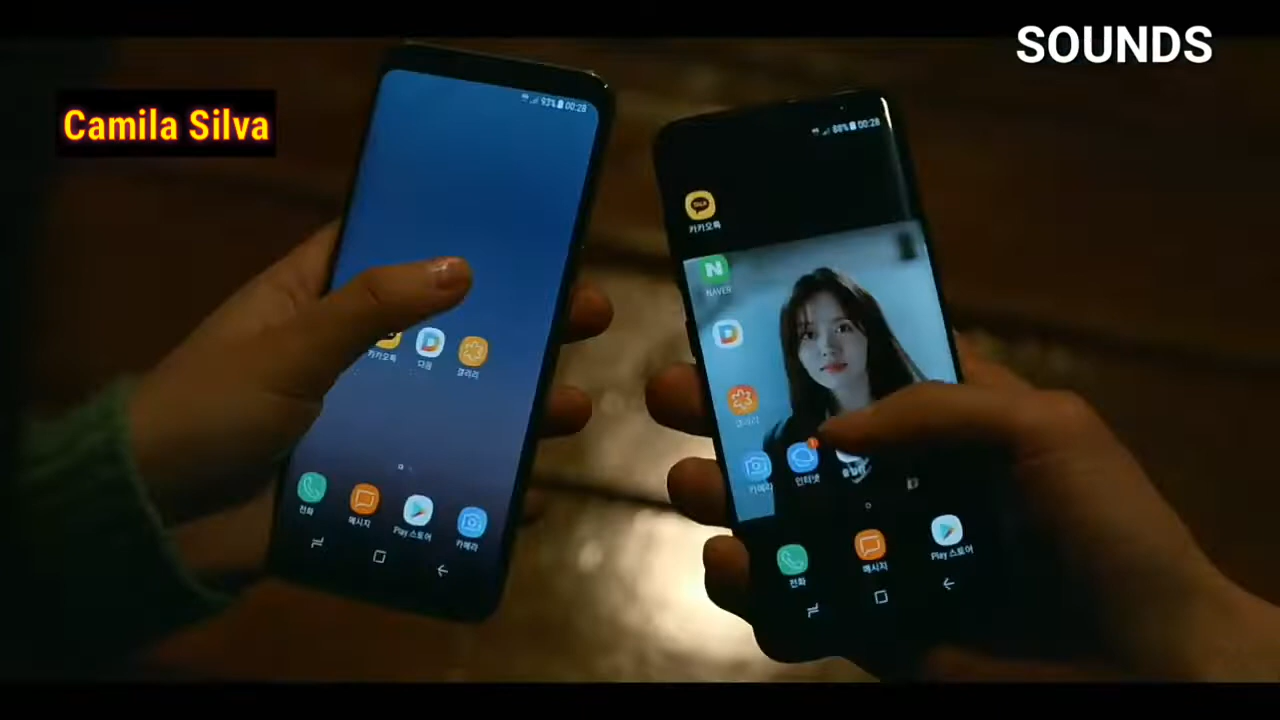 SOUNDS
Camila Silva
93% 00:28
88% 00:28
카카오톡
NAVER
카카오톡
다음
갤러리
갤러리
카메라
인터넷
전화
메시지
Play 스토어
카메라
전화
메시지
Play 스토어